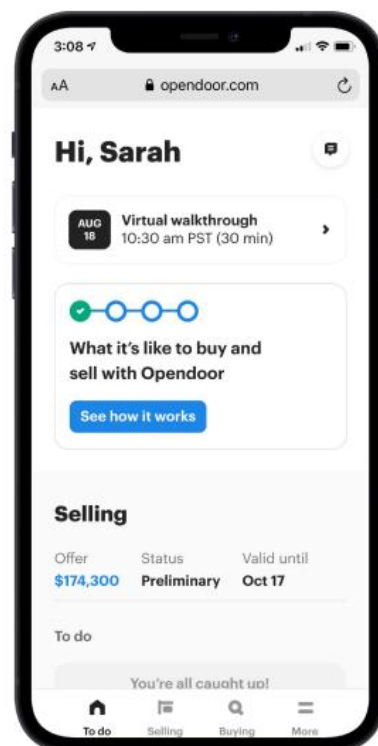 3:08
AA opendoor.com
Hi, Sarah
AUG
18
Virtual walkthrough
10:30 am PST (30 min)
What it's like to buy and
sell with Opendoor
See how it works
Selling
Offer Status Valid until
$174,300 Preliminary Oct 17
To do
You're all caught up!
To do Selling Buying More